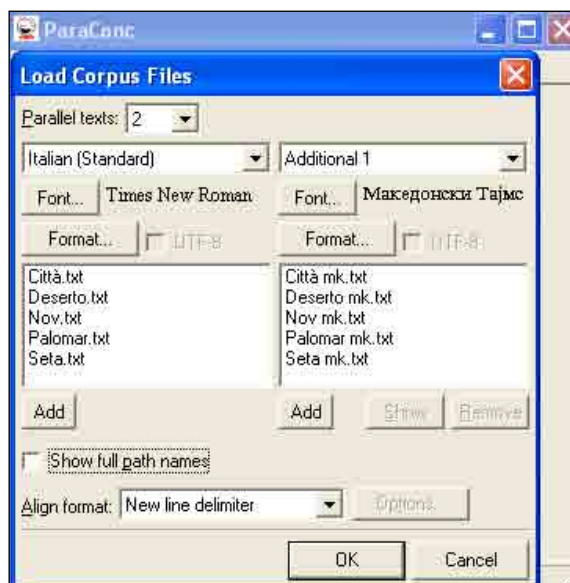 ParaConc
Load Corpus Files
Parallel texts: 2
Italian (Standard) Additional 1
Font... Times New Roman Font... Македонски Тајмс
Format... UTF-8 Format... UTF-8
Città.txt Città mk.txt
Deserto.txt Deserto mk.txt
Nov.txt Nov mk.txt
Palomar.txt Palomar mk.txt
Seta.txt Seta mk.txt
Add Add Show Remove
Show full path names
Align format: New line delimiter Options...
OK Cancel